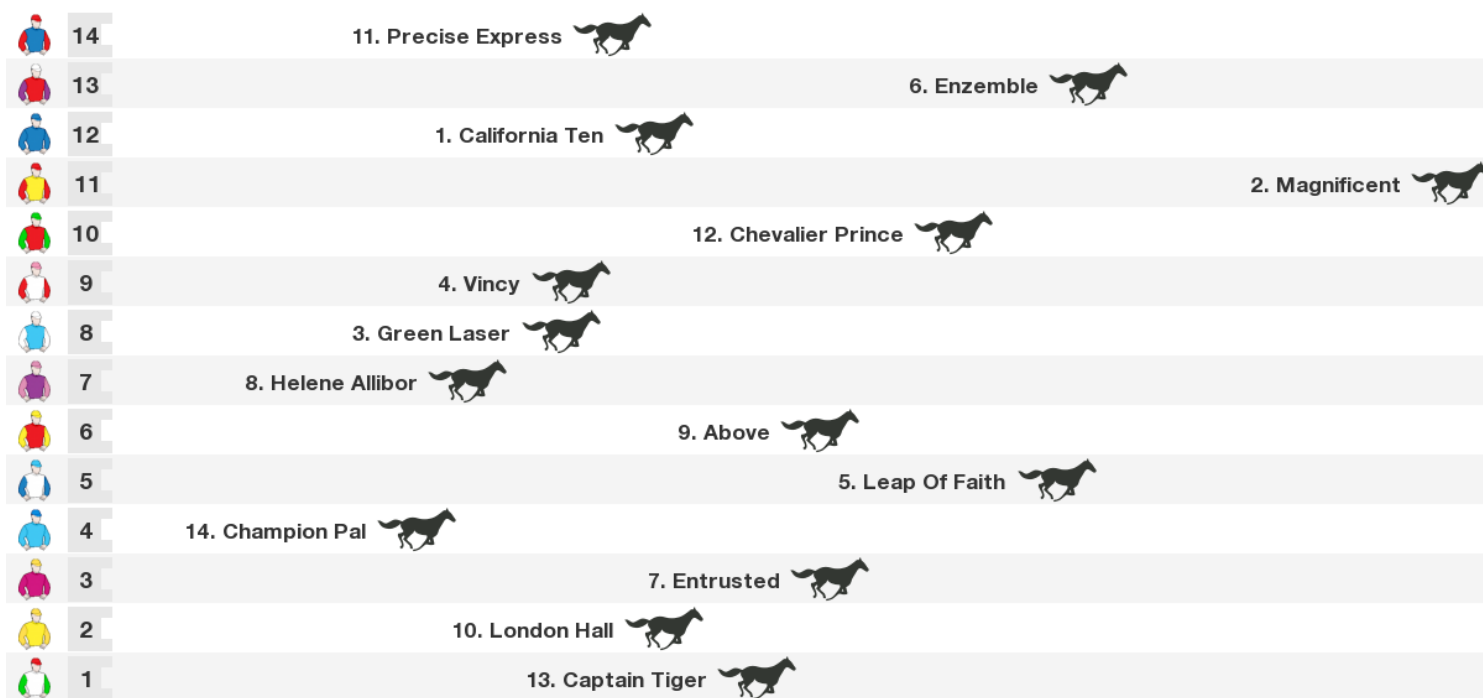 14 11. Precise Express
13 6. Enzemble
12 1. California Ten
11 2. Magnificent
10 12. Chevalier Prince
9 4. Vincy
8 3. Green Laser
7 8. Helene Allibor
6 9. Above
5 5. Leap Of Faith
4 14. Champion Pal
3 7. Entrusted
2 10. London Hall
1 13. Captain Tiger